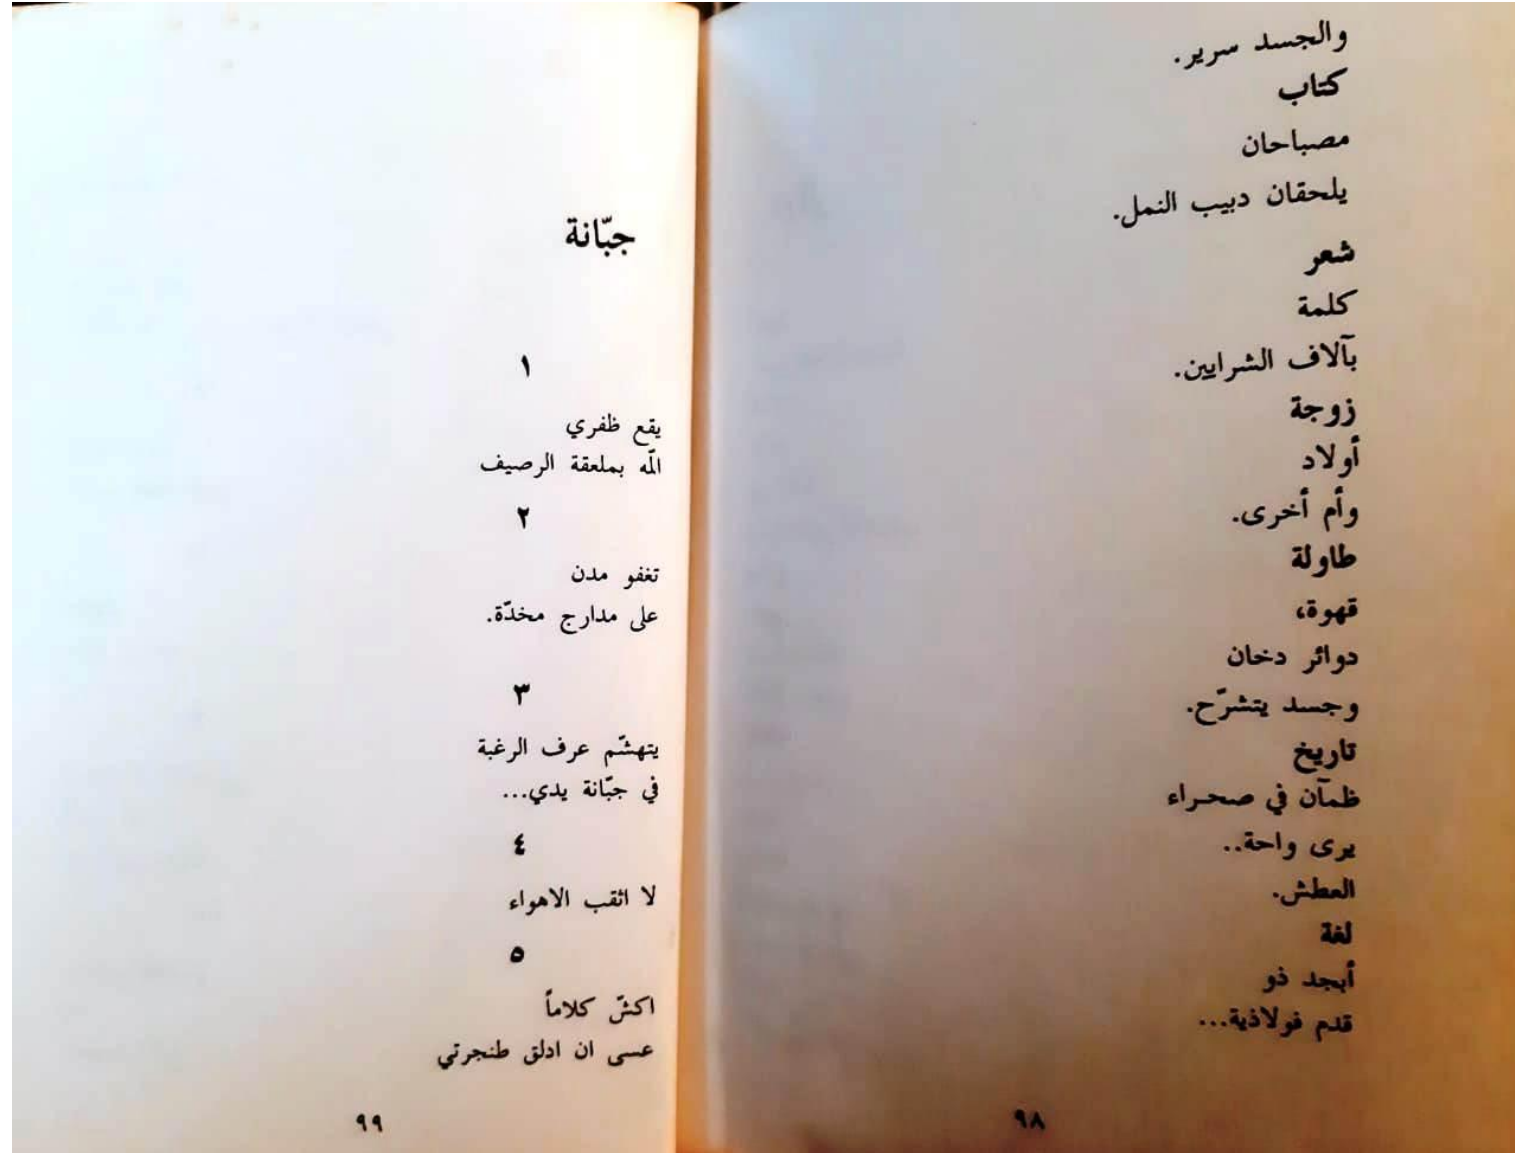 والجسد سرير.
كتاب
مصباحان
يلحقان دبيب النمل.
شعر
كلمة
بآلاف الشرايين.
زوجة
أولاد
وأم أخرى.
طاولة
قهوة،
دوائر دخان
وجسد يتشرّح.
تاريخ
ظمآن في صحراء
يرى واحة..
العطش.
لغة
أبجد ذو
قدم فولاذية...
٩٨
جبّانة
١
يقع ظفري
المّه بملعقة الرصيف
٢
تغفو مدن
على مدارج مخدّة.
٣
يتهشّم عرف الرغبة
في جبّانة يدي...
٤
لا اثقب الاهواء
٥
اكشّ كلاماً
عسى ان ادلق طنجرتي
٩٩